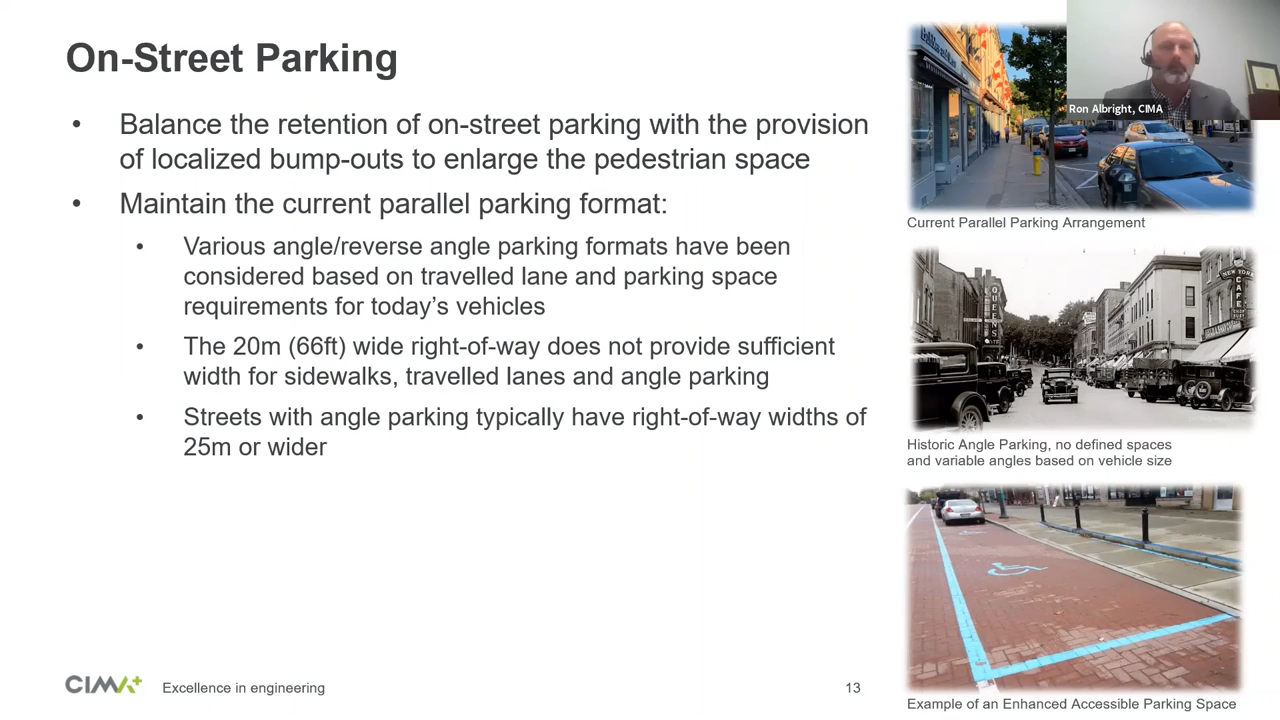 On-Street Parking
• Balance the retention of on-street parking with the provision
of localized bump-outs to enlarge the pedestrian space
• Maintain the current parallel parking format:
• Various angle/reverse angle parking formats have been
considered based on travelled lane and parking space
requirements for today's vehicles
• The 20m (66ft) wide right-of-way does not provide sufficient
width for sidewalks, travelled lanes and angle parking
• Streets with angle parking typically have right-of-way widths of
25m or wider
Ron Albright, CIMA
Current Parallel Parking Arrangement
QUEENS
NEW YORK
CAFE
Historic Angle Parking, no defined spaces
and variable angles based on vehicle size
Example of an Enhanced Accessible Parking Space
CIMA+
Excellence in engineering
13